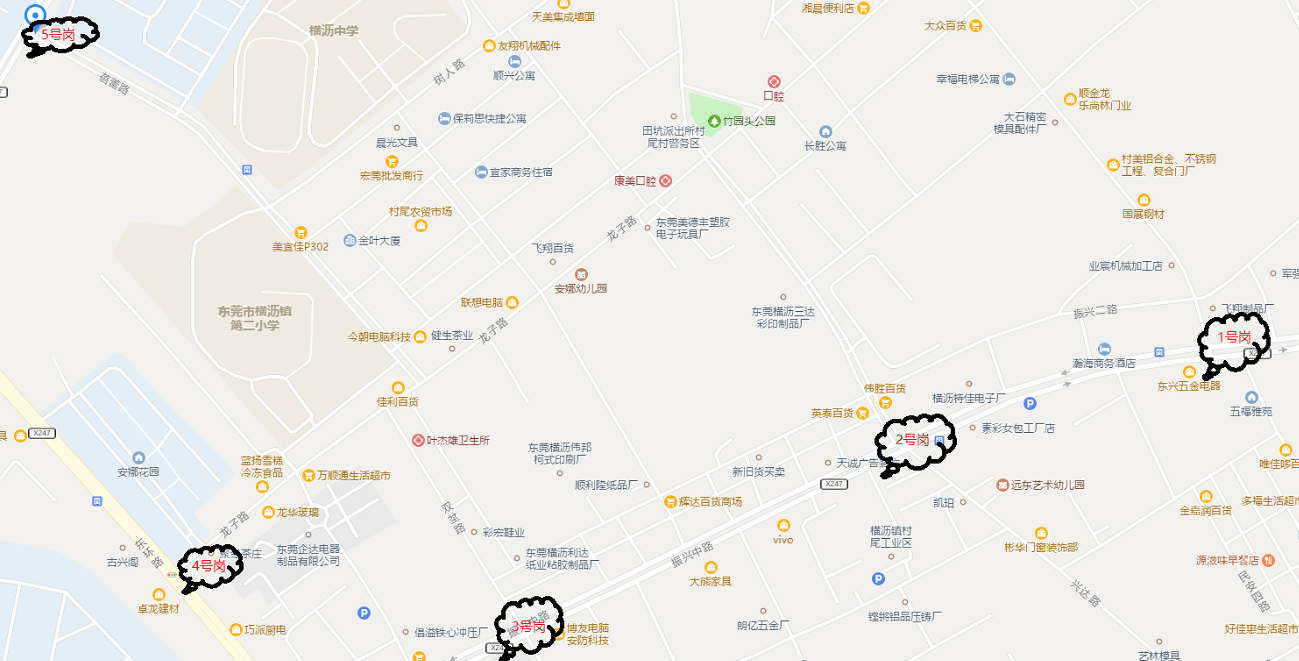 湘晨便利店
天美集成墙面
大众百货
横沥中学
5号岗
友翔机械配件
顺兴公寓
树人路
蓓蕾路
口腔
幸福电梯公寓
顺金龙
乐尚林门业
保莉思快捷公寓
竹园头公园
大石精密
模具配件厂
田坑派出所村
尾村警务区
晨光文具
长胜公寓
宏莞批发商行
宜家商务住宿
康美口腔
村美铝合金、不锈钢
工程、复合门厂
村尾农贸市场
国展钢材
龙子路
东莞美德丰塑胶
电子玩具厂
美宜佳P302
金叶大厦
飞翔百货
安娜幼儿园
业宸机械加工店
军强
联想电脑
东莞市横沥镇
第二小学
东莞横沥三达
彩印制品厂
振兴二路
飞翔制品厂
今朝电脑科技
健生茶业
龙子路
1号岗
瀚海商务酒店
东兴五金电器
佳利百货
伟胜百货
横沥特佳电子厂
五福雅苑
英泰百货
素彩女包工厂店
X247
叶杰雄卫生所
2号岗
东莞横沥伟邦
柯式印刷厂
天诚广告
安娜花园
蓝扬雪糕
冷冻食品
万顺通生活超市
新旧货买卖
唯佳哆百
顺利隆纸品厂
X247
远东艺术幼儿园
辉达百货商场
凯珀
金嘉润百货
多福生活超市
龙华玻璃
龙子路
双垒路
彩宏鞋业
vivo
横沥镇村
尾工业区
彬华门窗装饰部
东环路
古兴阁
茶庄
东莞企达电器
制品有限公司
东莞横沥利达
纸业粘胶制品厂
振兴中路
源滋味早餐店
4号岗
大熊家具
兴达路
卓龙建材
铿锵铝品压铸厂
巧派厨电
倡溢铁心冲压厂
3号岗
博友电脑
安防科技
朗亿五金厂
好佳惠生活超市
艺林模具